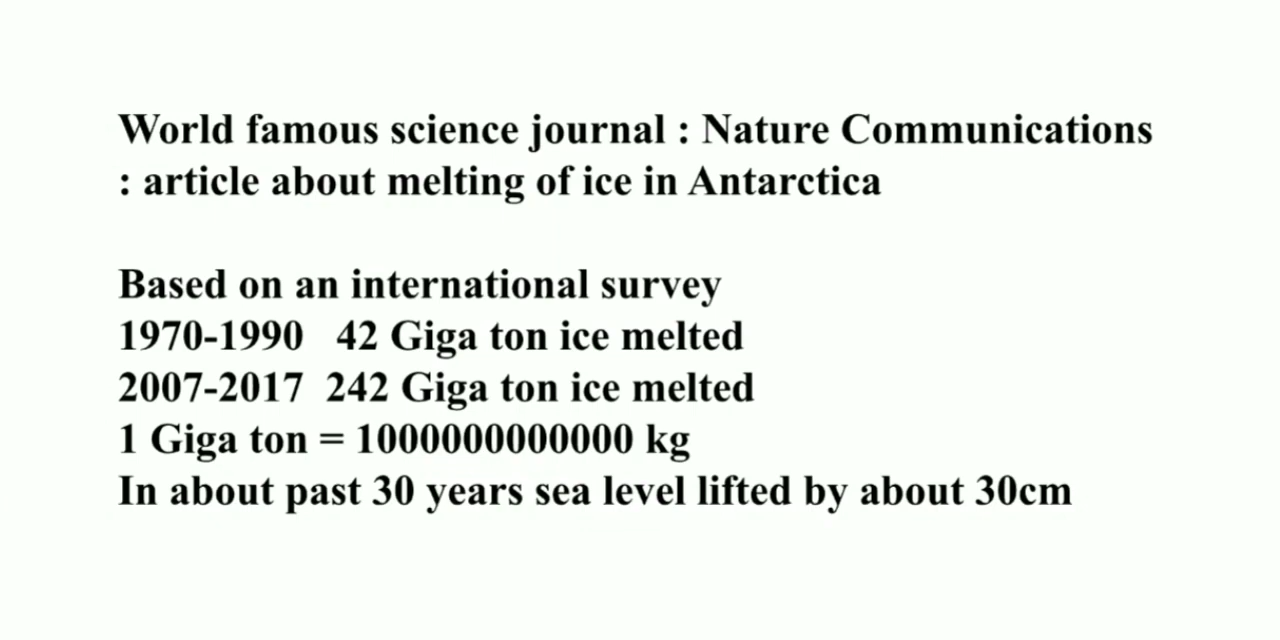 World famous science journal : Nature Communications
: article about melting of ice in Antarctica
Based on an international survey
1970-1990 42 Giga ton ice melted
2007-2017 242 Giga ton ice melted
1 Giga ton = 1000000000000 kg
In about past 30 years sea level lifted by about 30cm